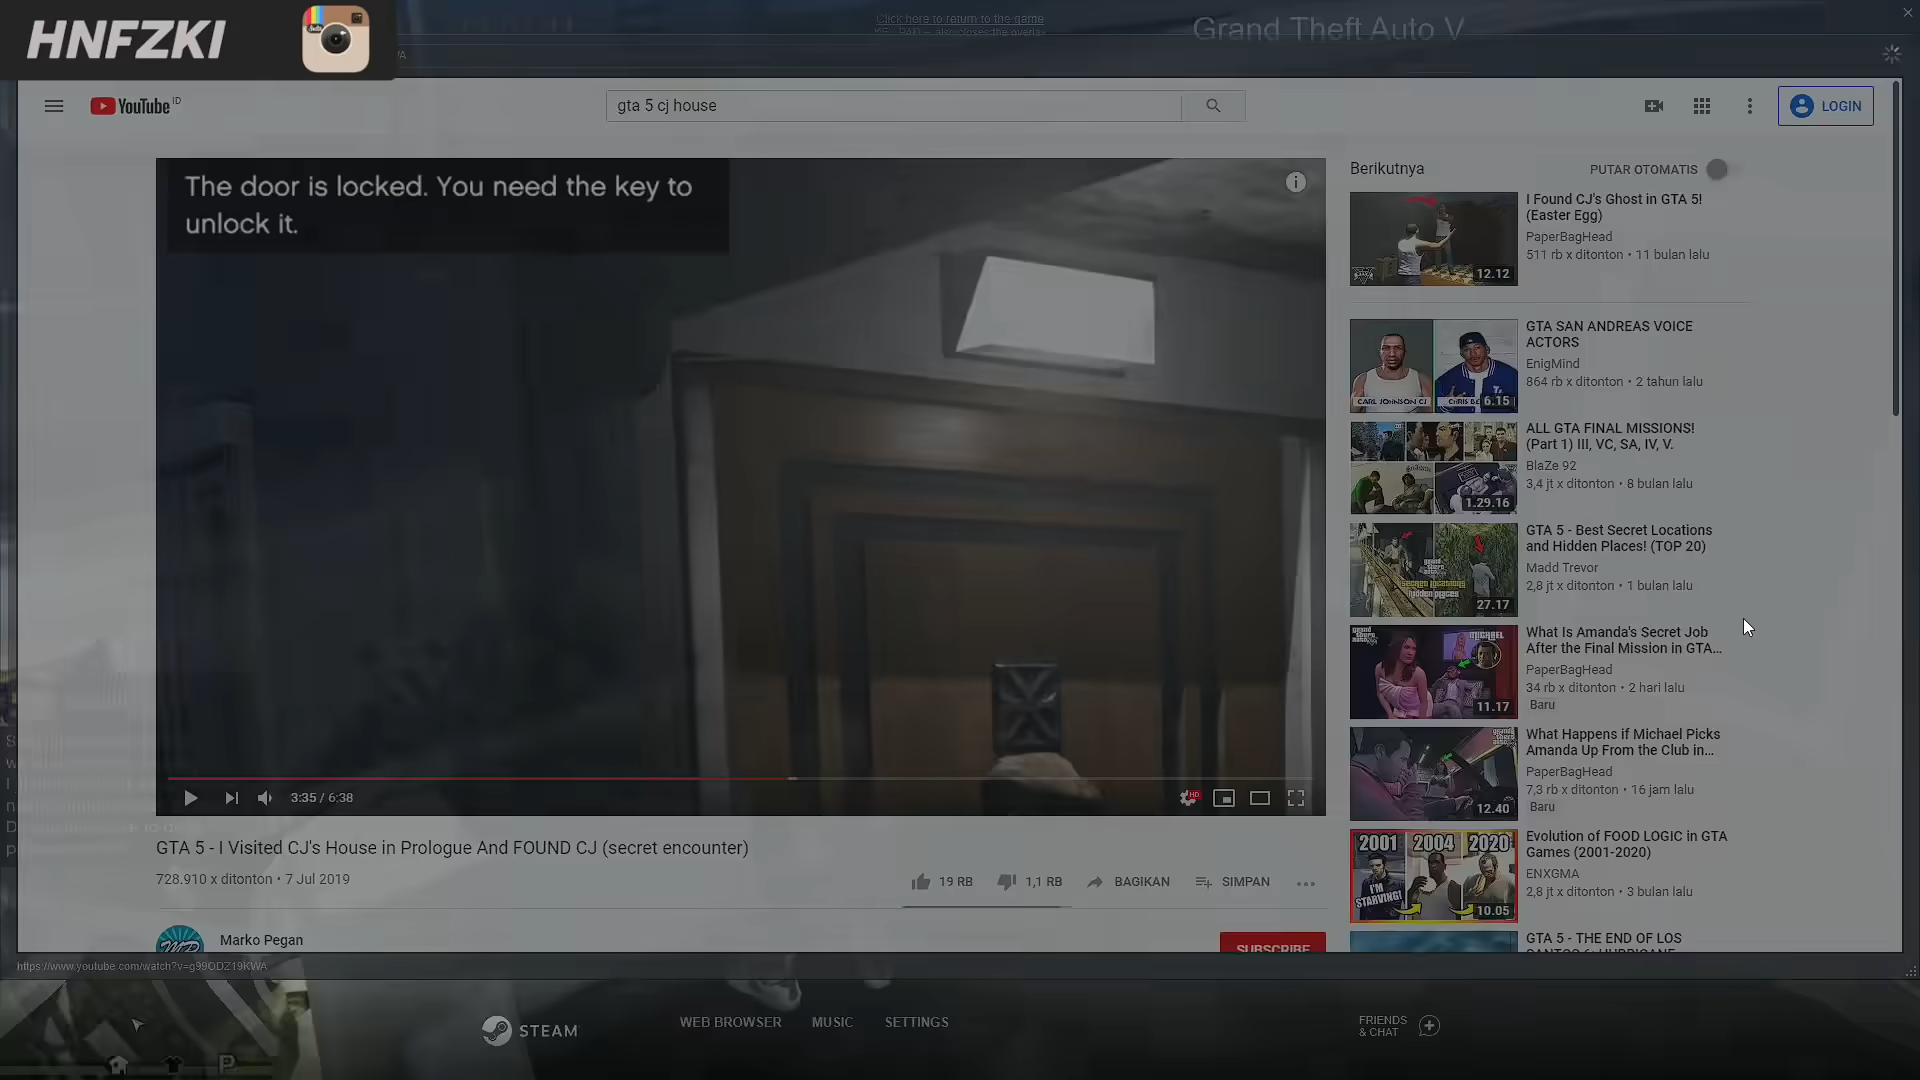 HNFZKI
Click here to return to the game
Grand Theft Auto V
YouTube ID
gta 5 cj house
LOGIN
The door is locked. You need the key to
unlock it.
3:35 / 6:38
HD
GTA 5 - I Visited CJ's House in Prologue And FOUND CJ (secret encounter)
728.910 x ditonton • 7 Jul 2019
19 RB
1,1 RB
BAGIKAN
SIMPAN
Marko Pegan
SUBSCRIBE
Berikutnya
PUTAR OTOMATIS
12.12
I Found CJ's Ghost in GTA 5!
(Easter Egg)
PaperBagHead
511 rb x ditonton • 11 bulan lalu
CARL JOHNSON CJ
6.15
GTA SAN ANDREAS VOICE
ACTORS
EnigMind
864 rb x ditonton • 2 tahun lalu
1.29.16
ALL GTA FINAL MISSIONS!
(Part 1) III, VC, SA, IV, V.
BlaZe 92
3,4 jt x ditonton • 8 bulan lalu
SECRET LOCATIONS
hidden places
27.17
GTA 5 - Best Secret Locations
and Hidden Places! (TOP 20)
Madd Trevor
2,8 jt x ditonton • 1 bulan lalu
MICHAEL
11.17
What Is Amanda's Secret Job
After the Final Mission in GTA...
PaperBagHead
34 rb x ditonton • 2 hari lalu
Baru
12.40
What Happens if Michael Picks
Amanda Up From the Club in...
PaperBagHead
7,3 rb x ditonton • 16 jam lalu
Baru
2001 2004 2020
I'M
STARVING!
10.05
Evolution of FOOD LOGIC in GTA
Games (2001-2020)
ENXGMA
2,8 jt x ditonton • 3 bulan lalu
GTA 5 - THE END OF LOS
https://www.youtube.com/watch?v=g99ODZ19KWA
STEAM
WEB BROWSER
MUSIC
SETTINGS
FRIENDS
& CHAT